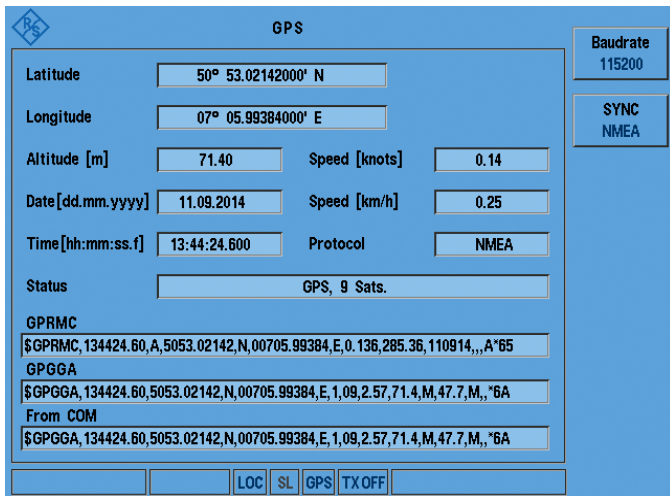 R&S
GPS
Baudrate
115200
SYNC
NMEA
Latitude 50° 53.02142000' N
Longitude 07° 05.99384000' E
Altitude [m] 71.40 Speed [knots] 0.14
Date[dd.mm.yyyy] 11.09.2014 Speed [km/h] 0.25
Time[hh:mm:ss.f] 13:44:24.600 Protocol NMEA
Status GPS, 9 Sats.
GPRMC
$GPRMC,134424.60,A,5053.02142,N,00705.99384,E,0.136,285.36,110914,,,A*65
GPGGA
$GPGGA,134424.60,5053.02142,N,00705.99384,E,1,09,2.57,71.4,M,47.7,M,,*6A
From COM
$GPGGA,134424.60,5053.02142,N,00705.99384,E,1,09,2.57,71.4,M,47.7,M,,*6A
LOC SL GPS TX OFF